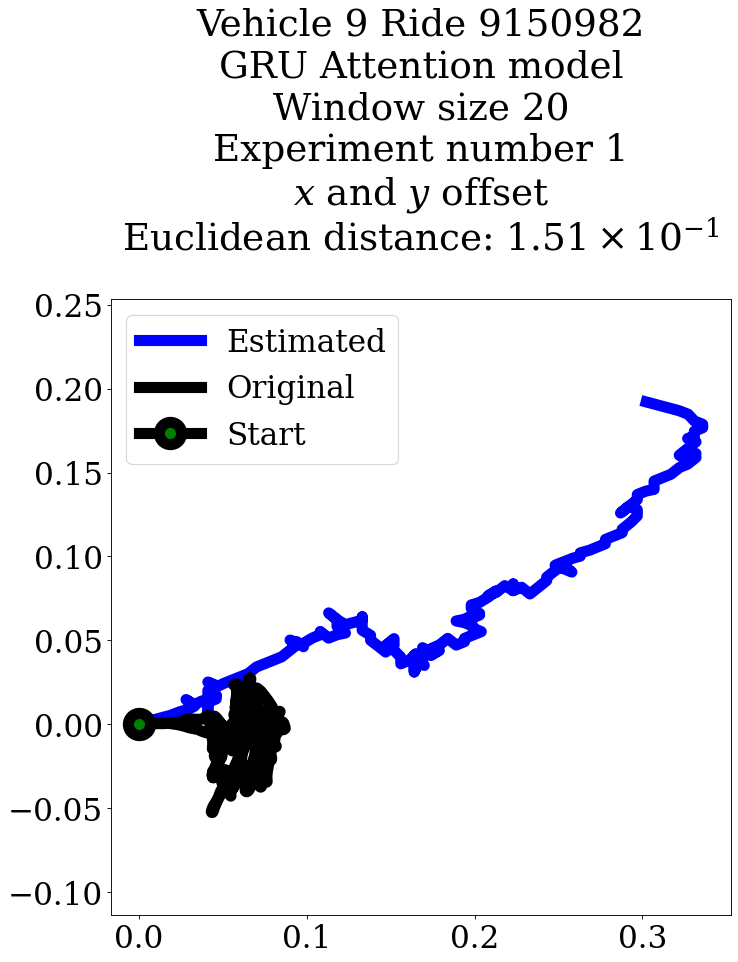 Vehicle 9 Ride 9150982
GRU Attention model
Window size 20
Experiment number 1
x and y offset
Euclidean distance: 1.51 × 10⁻¹
0.25
0.20
0.15
0.10
0.05
0.00
−0.05
−0.10
Estimated
Original
Start
0.0 0.1 0.2 0.3